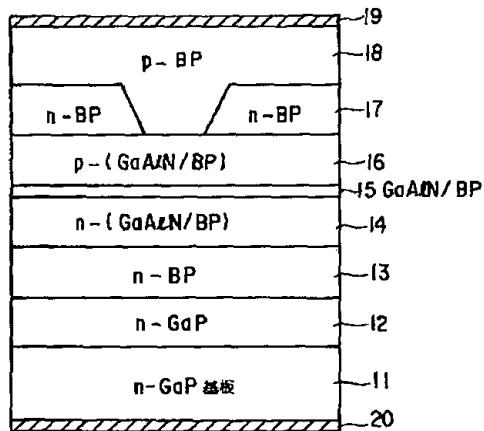 19
p-BP 18
n-BP n-BP 17
p-(GaAlN/BP) 16
15 GaAlN/BP
n-(GaAlN/BP) 14
n-BP 13
n-GaP 12
n-GaP 基板 11
20